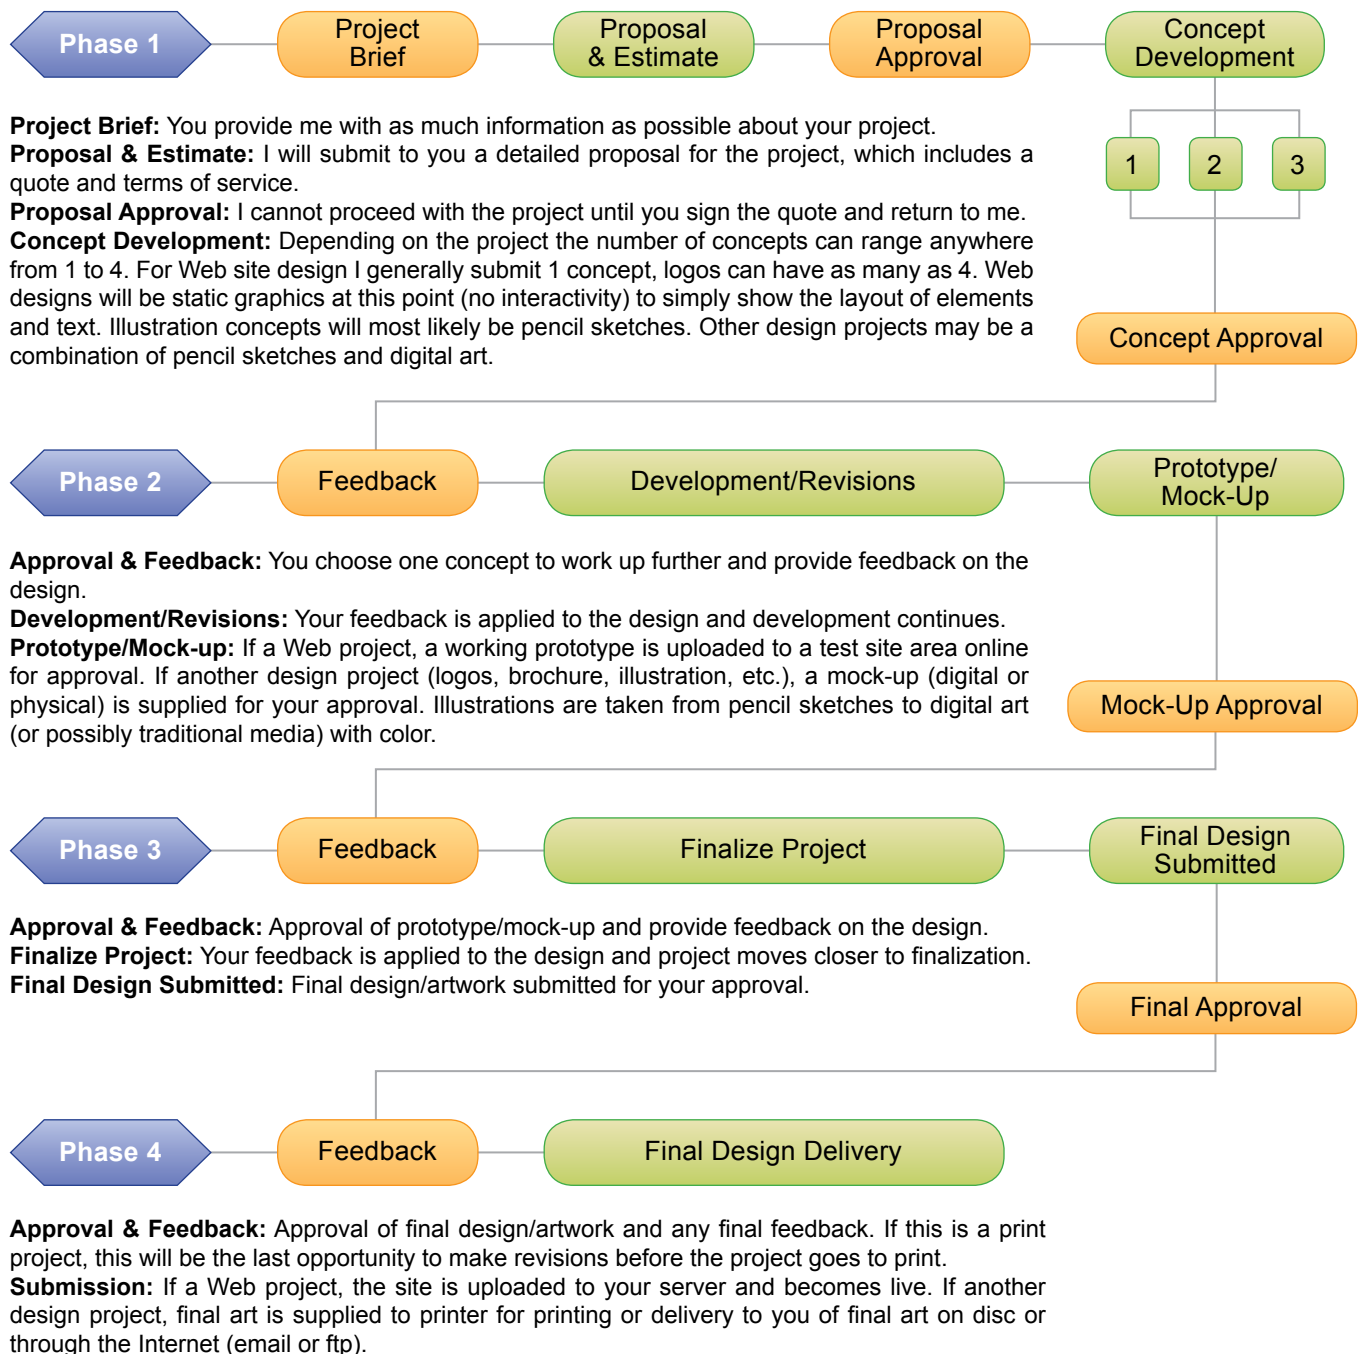 Phase 1
Project
Brief
Proposal
& Estimate
Proposal
Approval
Concept
Development
Project Brief: You provide me with as much information as possible about your project.
Proposal & Estimate: I will submit to you a detailed proposal for the project, which includes a
quote and terms of service.
Proposal Approval: I cannot proceed with the project until you sign the quote and return to me.
Concept Development: Depending on the project the number of concepts can range anywhere
from 1 to 4. For Web site design I generally submit 1 concept, logos can have as many as 4. Web
designs will be static graphics at this point (no interactivity) to simply show the layout of elements
and text. Illustration concepts will most likely be pencil sketches. Other design projects may be a
combination of pencil sketches and digital art.
1
2
3
Concept Approval
Phase 2
Feedback
Development/Revisions
Prototype/
Mock-Up
Approval & Feedback: You choose one concept to work up further and provide feedback on the
design.
Development/Revisions: Your feedback is applied to the design and development continues.
Prototype/Mock-up: If a Web project, a working prototype is uploaded to a test site area online
for approval. If another design project (logos, brochure, illustration, etc.), a mock-up (digital or
physical) is supplied for your approval. Illustrations are taken from pencil sketches to digital art
(or possibly traditional media) with color.
Mock-Up Approval
Phase 3
Feedback
Finalize Project
Final Design
Submitted
Approval & Feedback: Approval of prototype/mock-up and provide feedback on the design.
Finalize Project: Your feedback is applied to the design and project moves closer to finalization.
Final Design Submitted: Final design/artwork submitted for your approval.
Final Approval
Phase 4
Feedback
Final Design Delivery
Approval & Feedback: Approval of final design/artwork and any final feedback. If this is a print
project, this will be the last opportunity to make revisions before the project goes to print.
Submission: If a Web project, the site is uploaded to your server and becomes live. If another
design project, final art is supplied to printer for printing or delivery to you of final art on disc or
through the Internet (email or ftp).